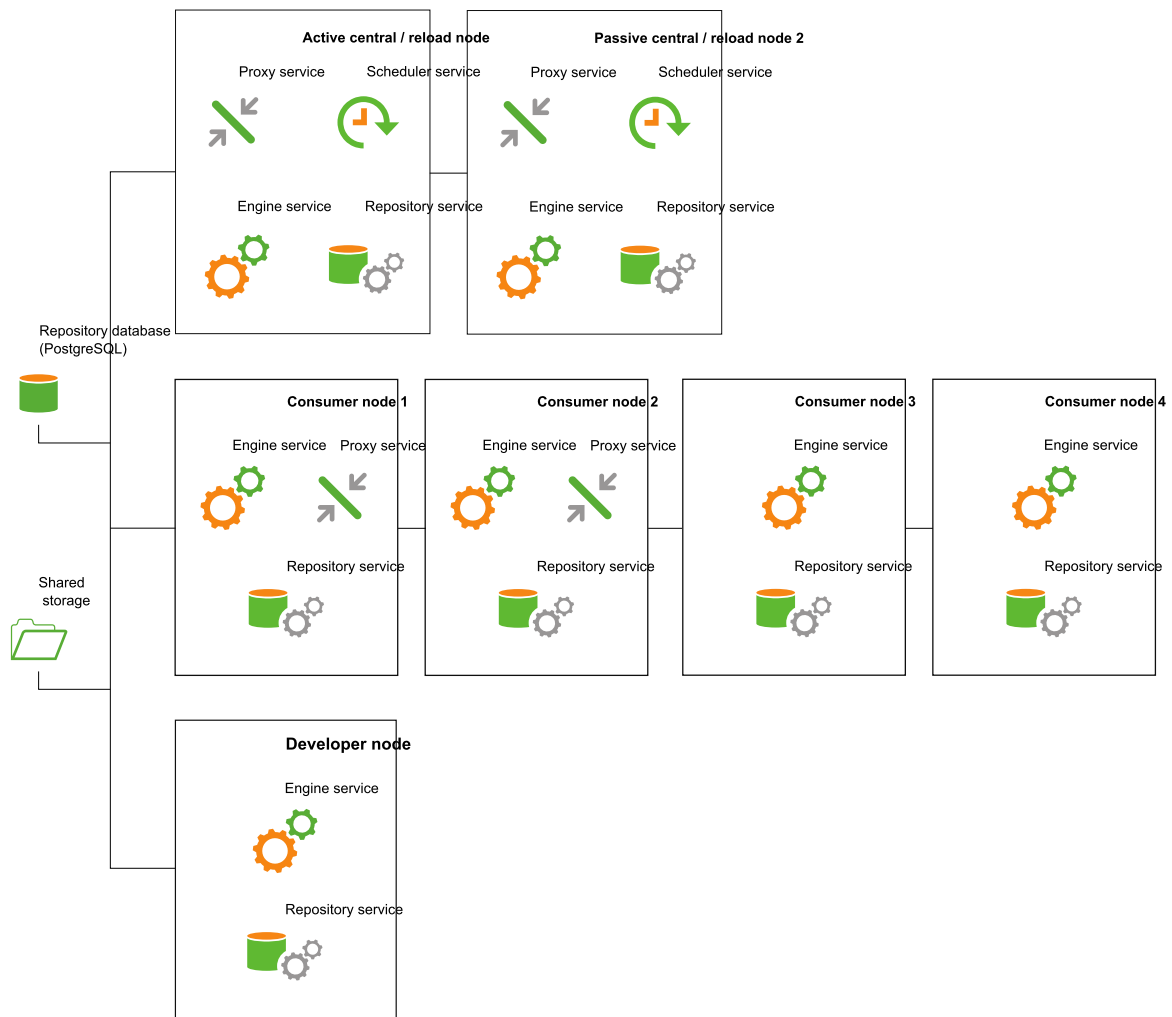 Active central / reload node
Passive central / reload node 2
Proxy service
Scheduler service
Proxy service
Scheduler service
Engine service
Repository service
Engine service
Repository service
Repository database
(PostgreSQL)
Consumer node 1
Consumer node 2
Consumer node 3
Consumer node 4
Engine service
Proxy service
Engine service
Proxy service
Engine service
Engine service
Repository service
Repository service
Repository service
Repository service
Shared
storage
Developer node
Engine service
Repository service